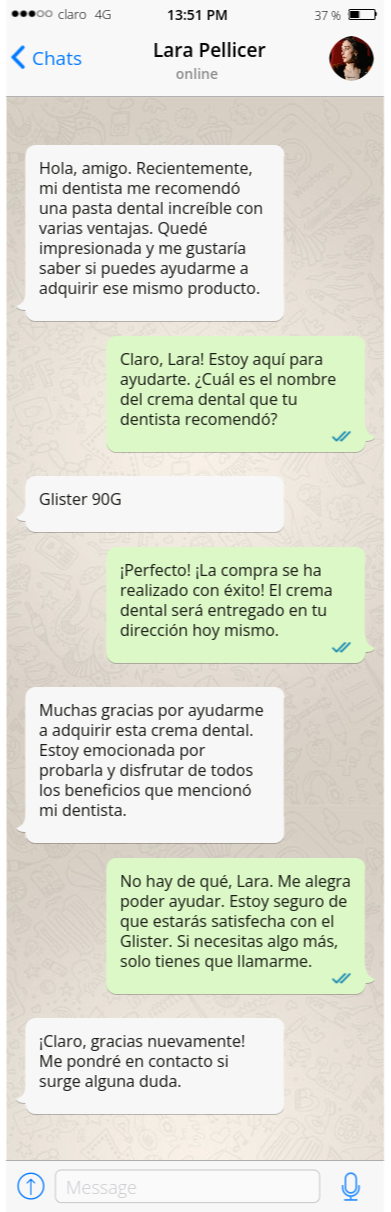 claro 4G 13:51 PM 37 %
Chats Lara Pellicer
online
Hola, amigo. Recientemente,
mi dentista me recomendó
una pasta dental increíble con
varias ventajas. Quedé
impresionada y me gustaría
saber si puedes ayudarme a
adquirir ese mismo producto.
Claro, Lara! Estoy aquí para
ayudarte. ¿Cuál es el nombre
del crema dental que tu
dentista recomendó?
Glister 90G
¡Perfecto! ¡La compra se ha
realizado con éxito! El crema
dental será entregado en tu
dirección hoy mismo.
Muchas gracias por ayudarme
a adquirir esta crema dental.
Estoy emocionada por
probarla y disfrutar de todos
los beneficios que mencionó
mi dentista.
No hay de qué, Lara. Me alegra
poder ayudar. Estoy seguro de
que estarás satisfecha con el
Glister. Si necesitas algo más,
solo tienes que llamarme.
¡Claro, gracias nuevamente!
Me pondré en contacto si
surge alguna duda.
Message